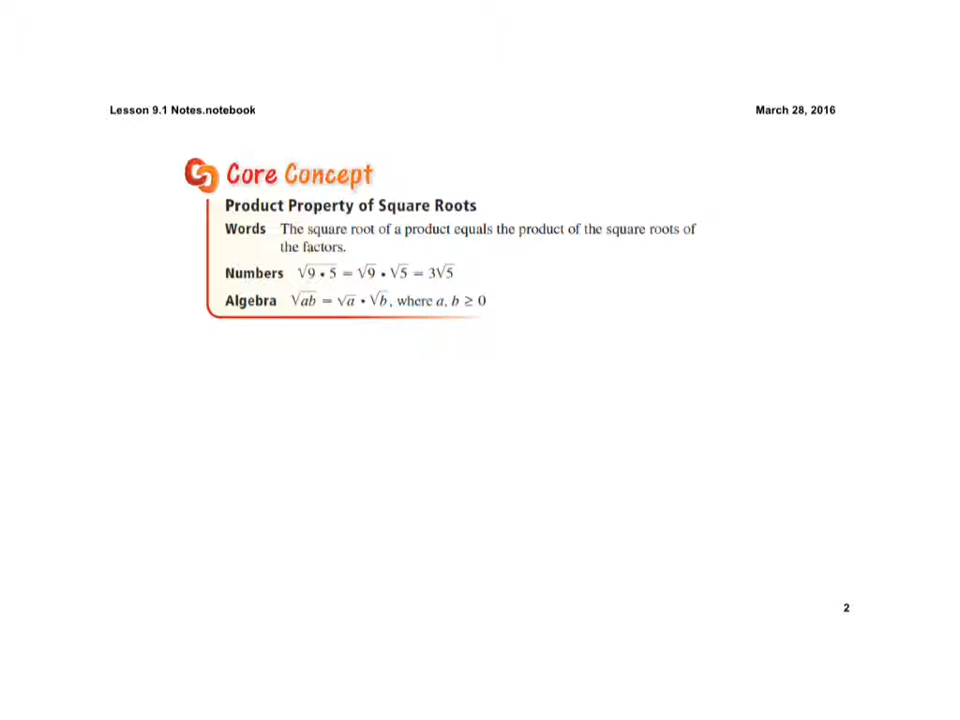 Lesson 9.1 Notes.notebook March 28, 2016
Core Concept
Product Property of Square Roots
Words The square root of a product equals the product of the square roots of
the factors.
Numbers √9 • 5 = √9 • √5 = 3√5
Algebra √ab = √a • √b, where a, b ≥ 0
2